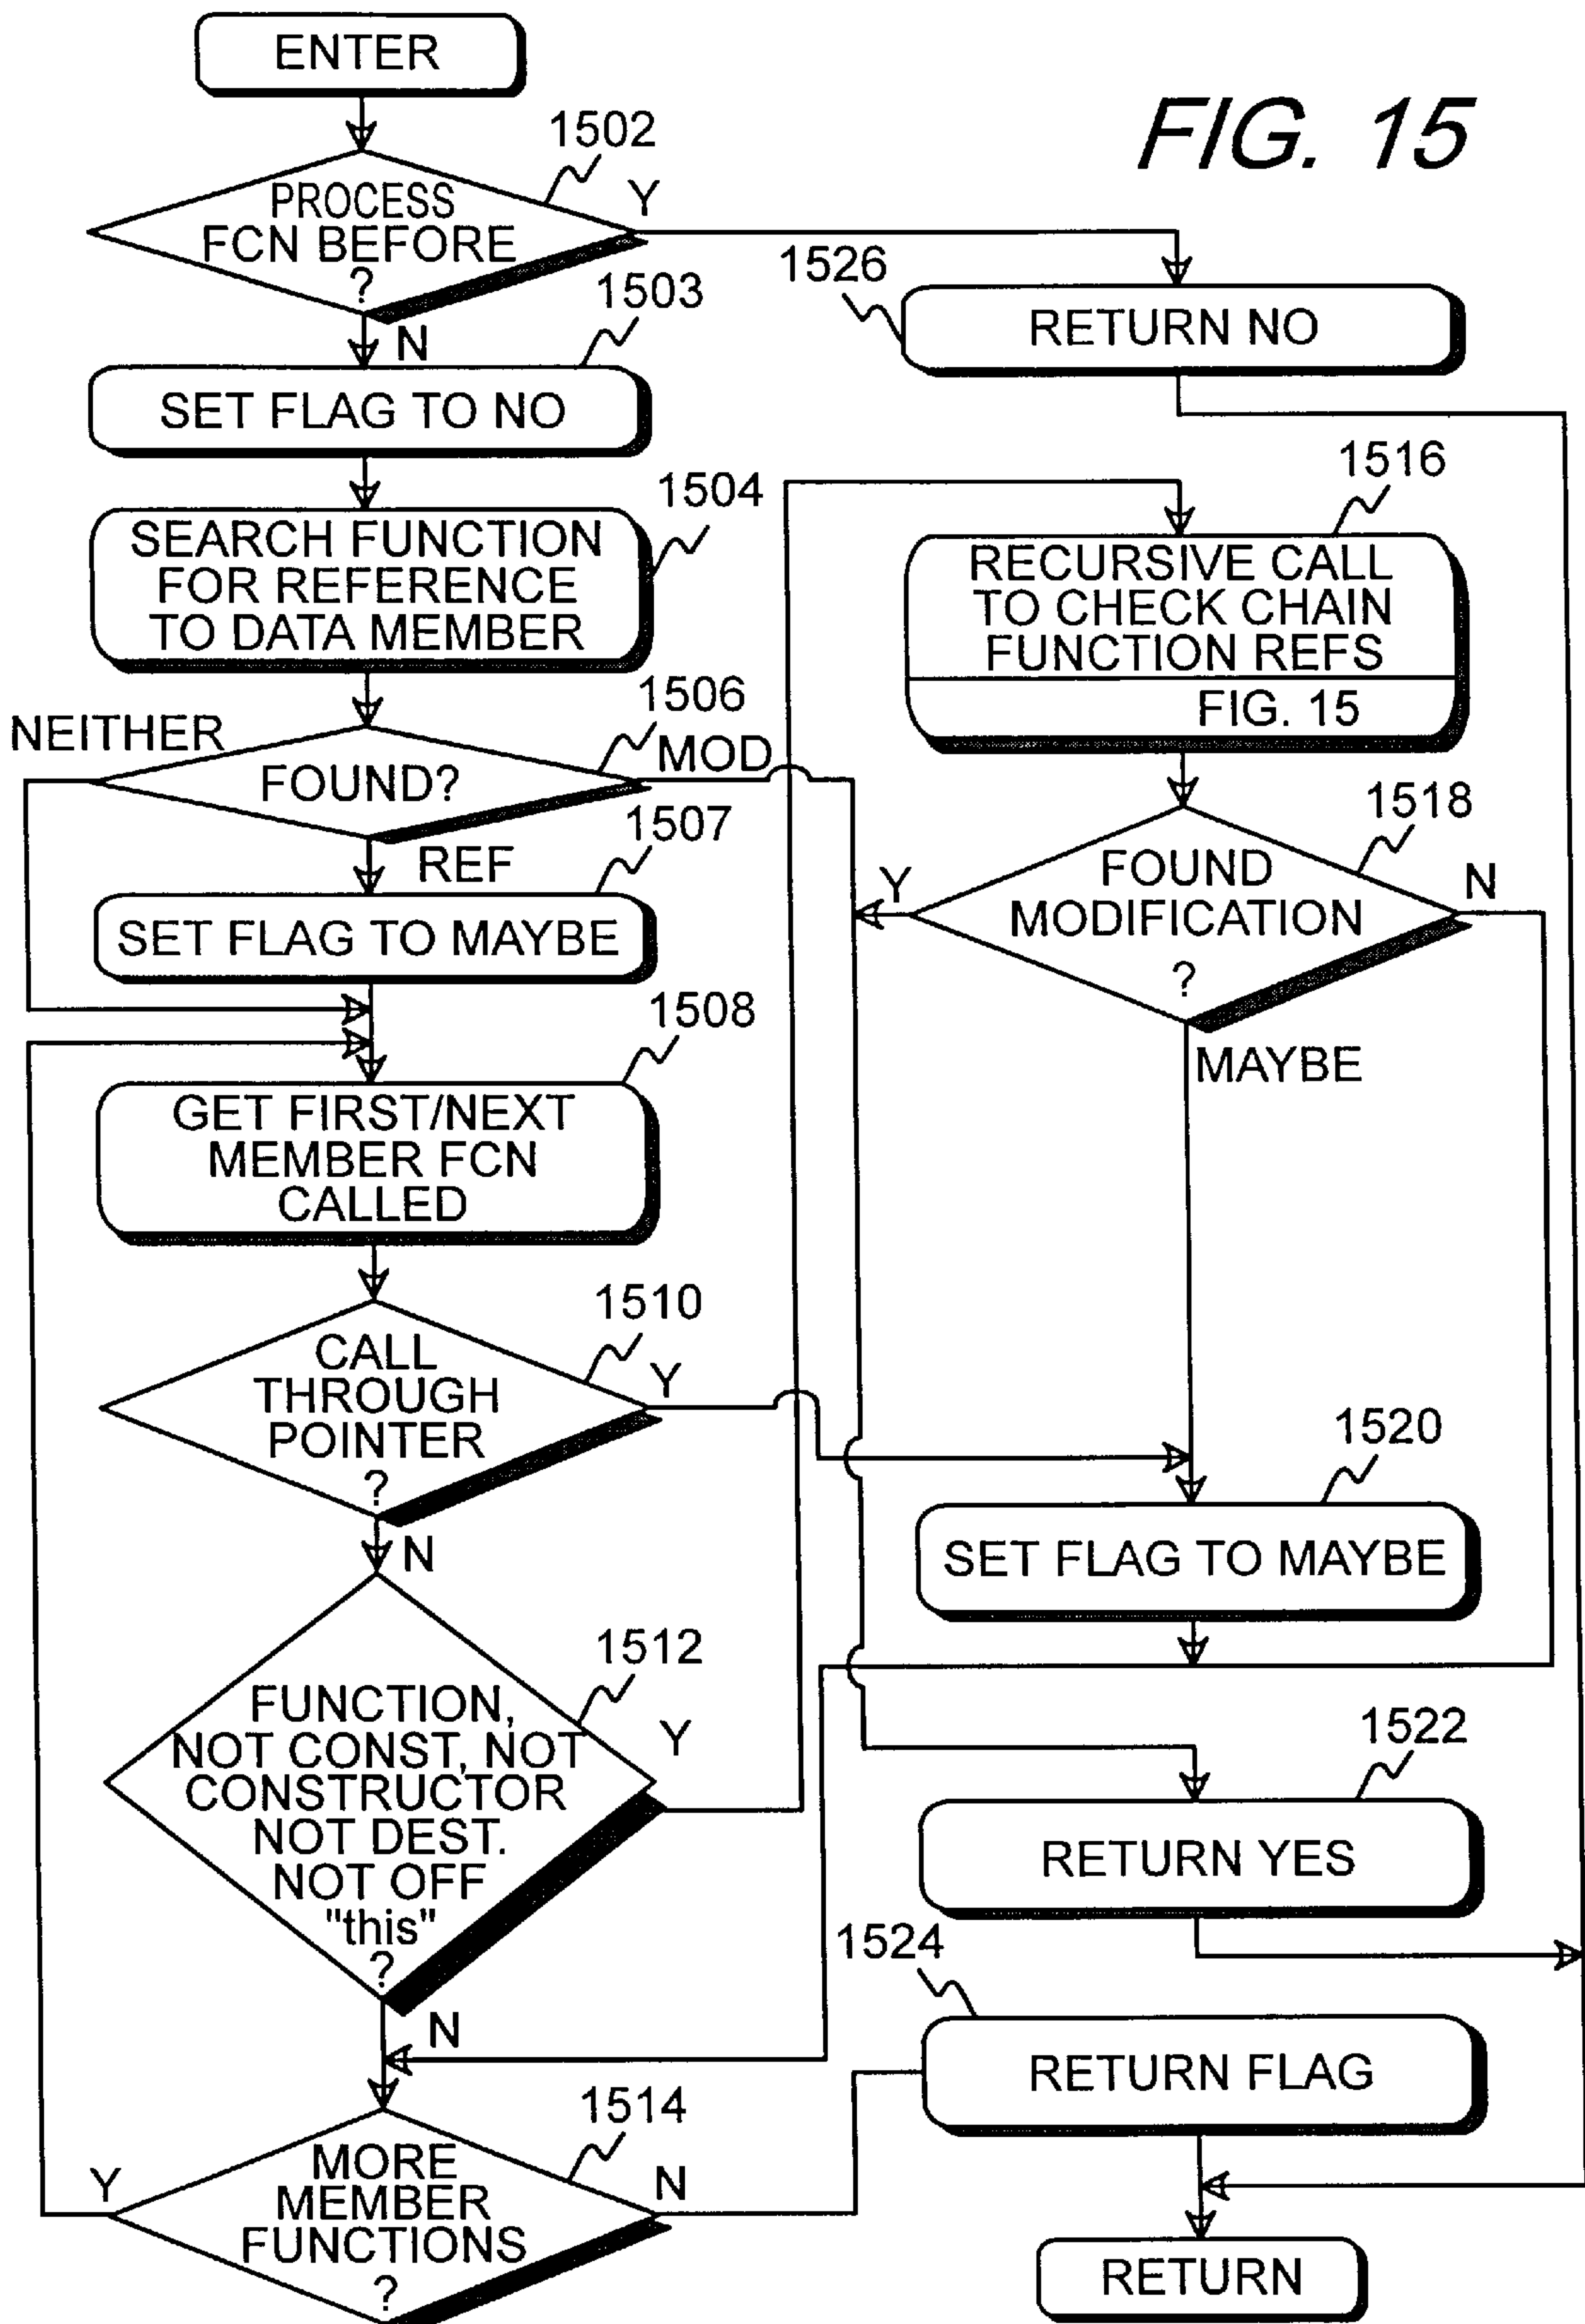 ENTER
FIG. 15
1502
PROCESS
FCN BEFORE
?
Y
N
1526
RETURN NO
1503
SET FLAG TO NO
1504
SEARCH FUNCTION
FOR REFERENCE
TO DATA MEMBER
1506
NEITHER
FOUND?
MOD
REF
1507
SET FLAG TO MAYBE
1508
GET FIRST/NEXT
MEMBER FCN
CALLED
1510
CALL
THROUGH
POINTER
?
Y
N
1512
FUNCTION,
NOT CONST, NOT
CONSTRUCTOR
NOT DEST.
NOT OFF
"this"
?
Y
N
1514
MORE
MEMBER
FUNCTIONS
?
Y
N
1516
RECURSIVE CALL
TO CHECK CHAIN
FUNCTION REFS
FIG. 15
1518
FOUND
MODIFICATION
?
Y
N
MAYBE
1520
SET FLAG TO MAYBE
1522
RETURN YES
1524
RETURN FLAG
RETURN